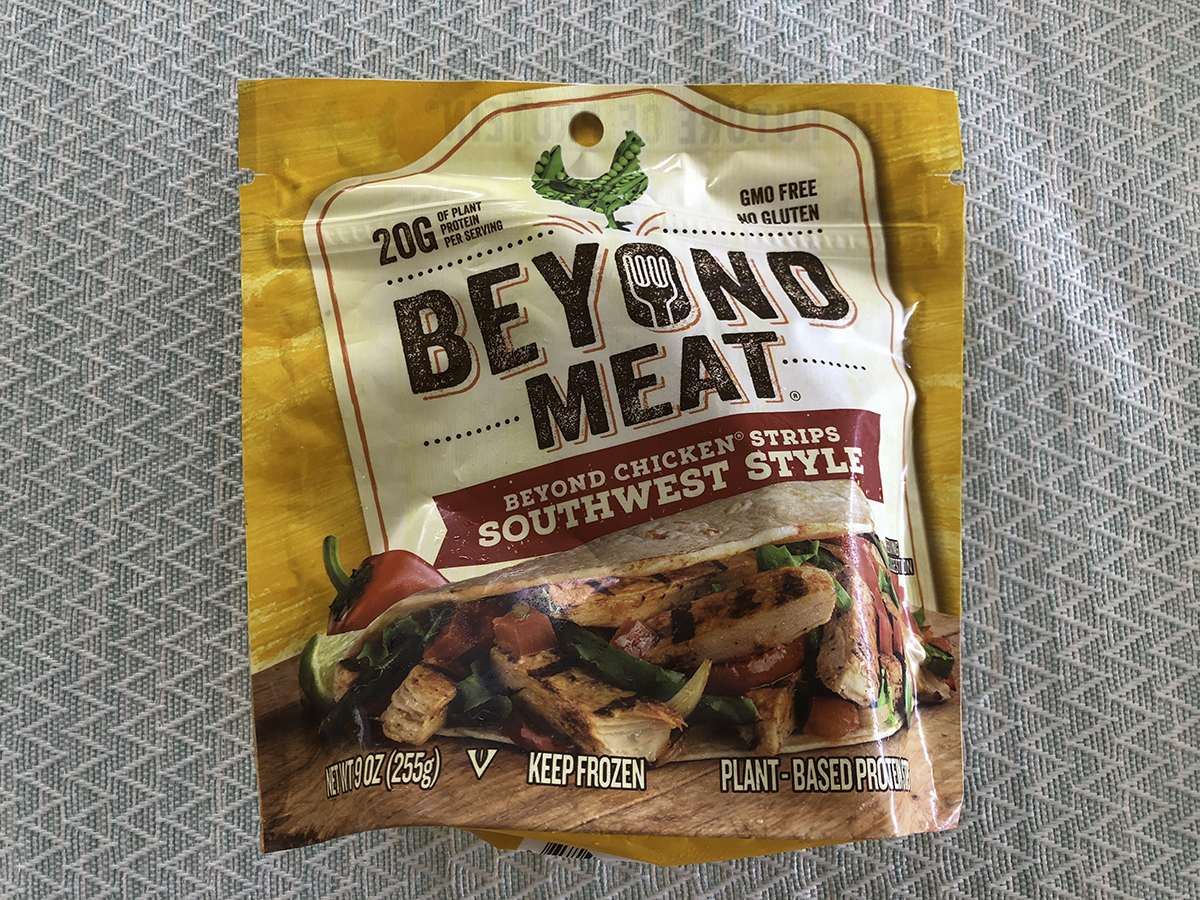 20G
OF PLANT
PROTEIN
PER SERVING
GMO FREE
NO GLUTEN
BEYOND
MEAT®
BEYOND CHICKEN® STRIPS
SOUTHWEST STYLE
NET WT 9 OZ (255g)
V
KEEP FROZEN
PLANT-BASED PROTEIN